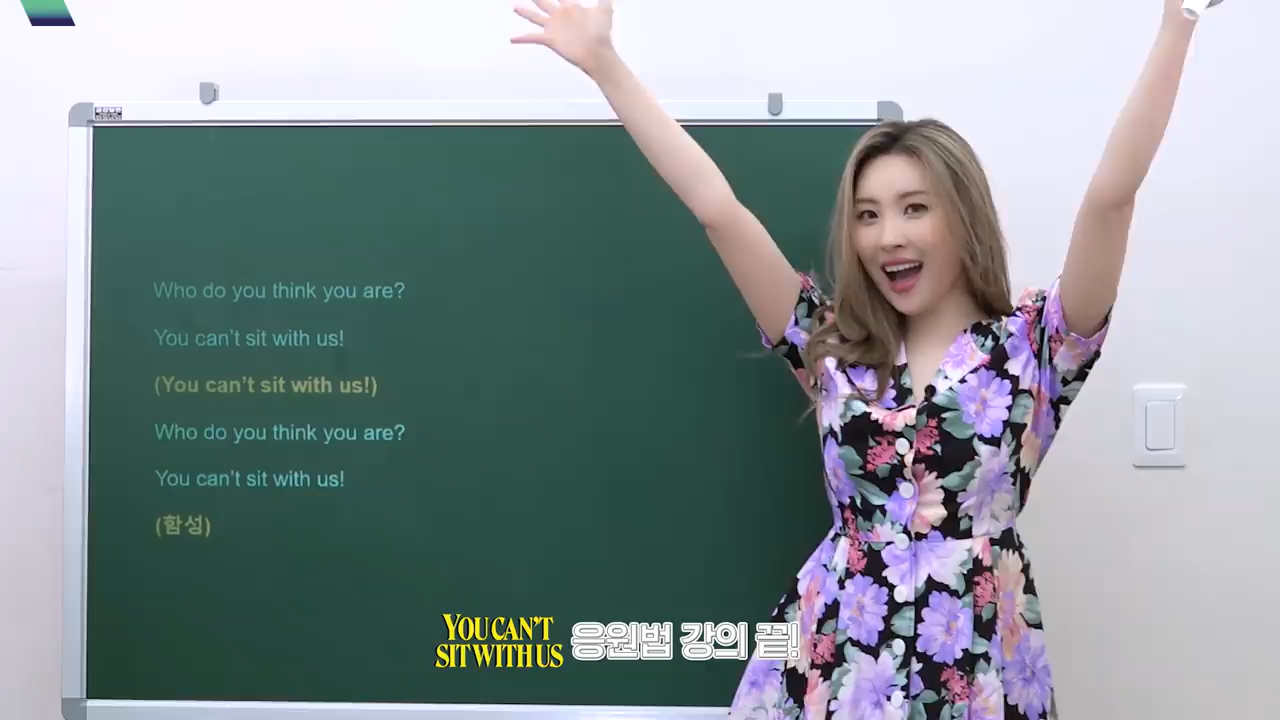 Who do you think you are?
You can't sit with us!
(You can't sit with us!)
Who do you think you are?
You can't sit with us!
(함성)
YOU CAN'T
SIT WITH US
응원법 강의 끝!